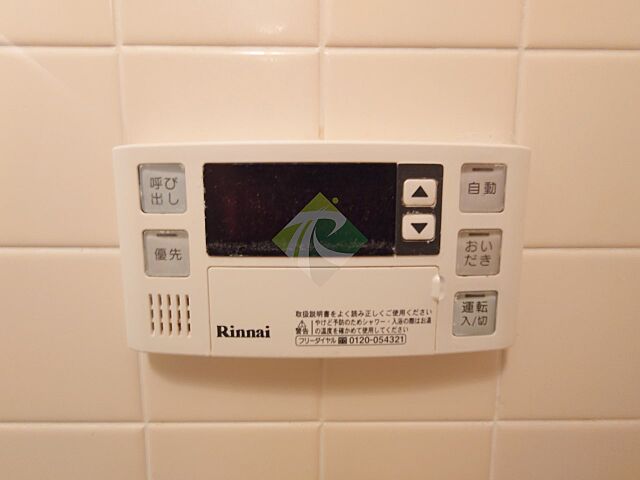 呼び
出し
優先
▲
▼
自動
おい
だき
運転
入/切
Rinnai
取扱説明書をよく読み正しくご使用ください
警告
やけど予防のためシャワー・入浴の際はお湯
の温度を確かめて使用してください
フリーダイヤル 0120-054321